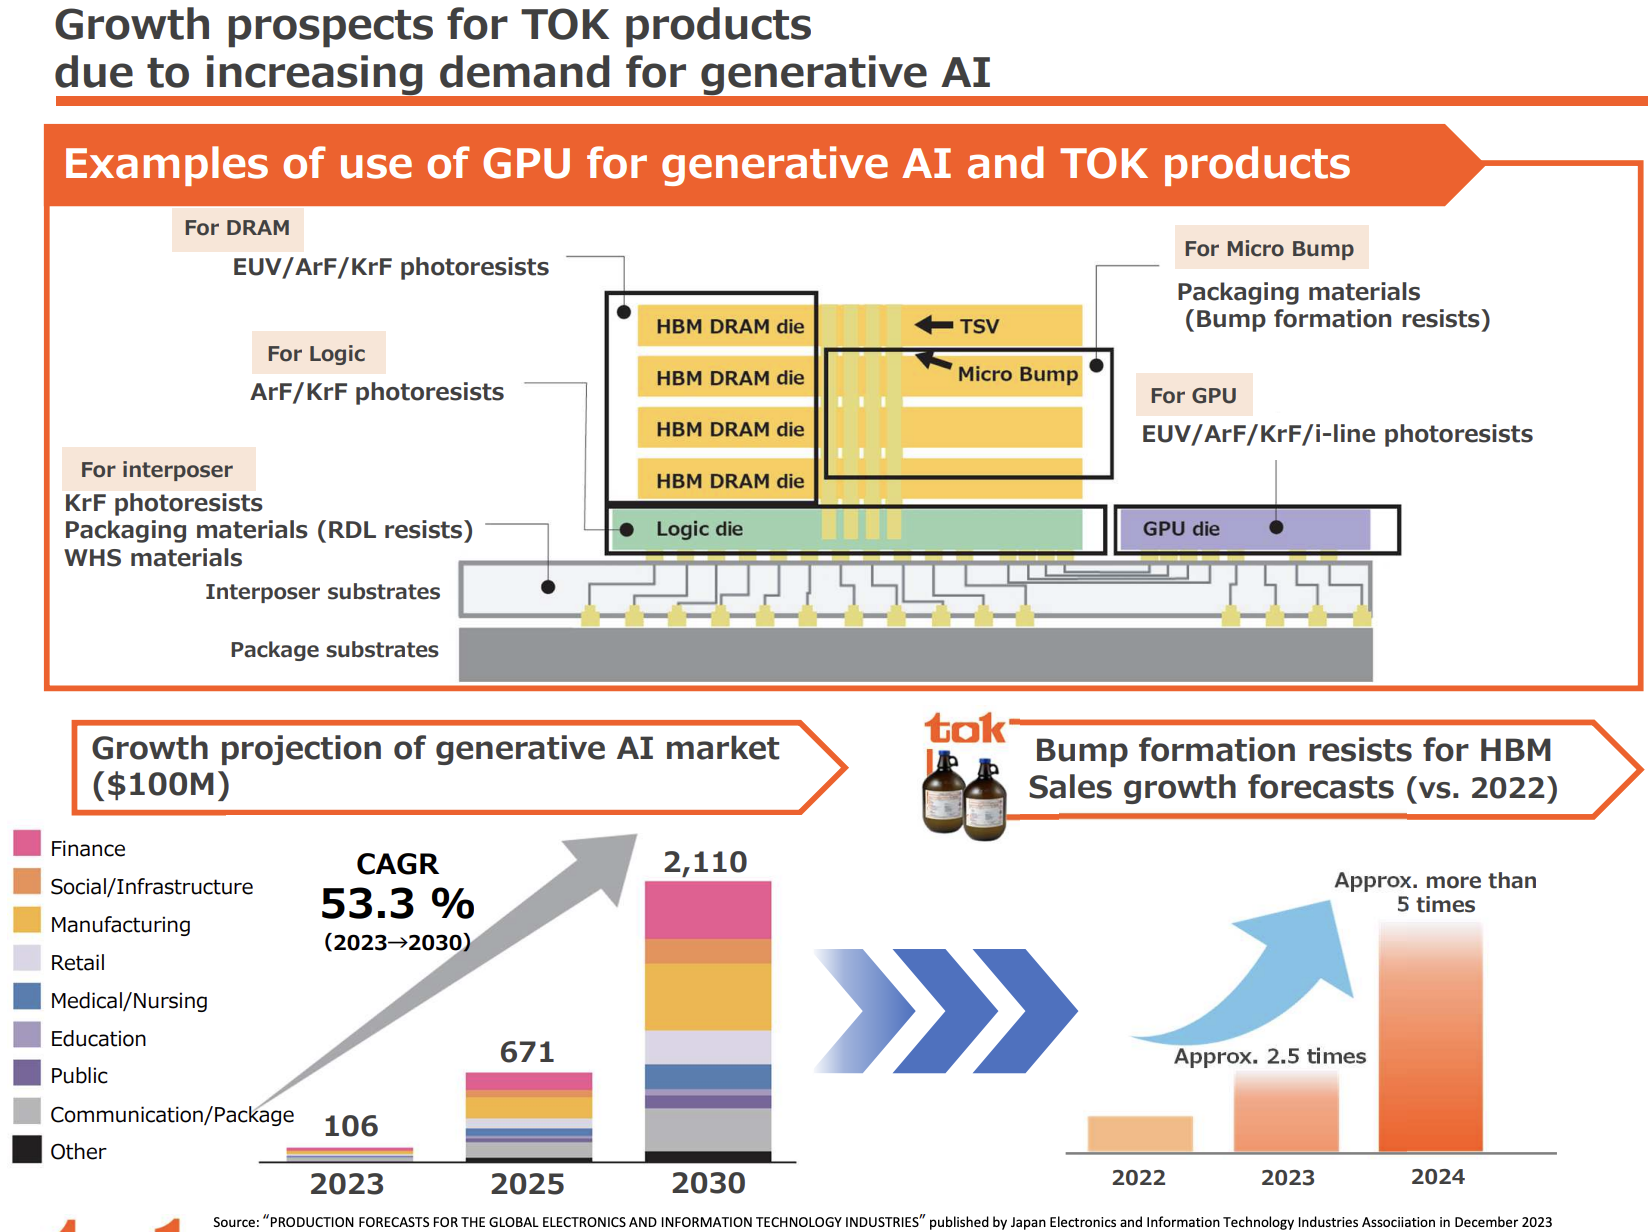 Growth prospects for TOK products
due to increasing demand for generative AI
Examples of use of GPU for generative AI and TOK products
For DRAM
EUV/ArF/KrF photoresists
For Logic
ArF/KrF photoresists
For interposer
KrF photoresists
Packaging materials (RDL resists)
WHS materials
Interposer substrates
Package substrates
HBM DRAM die
TSV
HBM DRAM die
Micro Bump
HBM DRAM die
HBM DRAM die
Logic die
GPU die
For Micro Bump
Packaging materials
(Bump formation resists)
For GPU
EUV/ArF/KrF/i-line photoresists
Growth projection of generative AI market
($100M)
Finance
Social/Infrastructure
Manufacturing
Retail
Medical/Nursing
Education
Public
Communication/Package
Other
CAGR
53.3 %
(2023→2030)
106
671
2,110
2023
2025
2030
tok
Bump formation resists for HBM
Sales growth forecasts (vs. 2022)
Approx. more than
5 times
Approx. 2.5 times
2022
2023
2024
Source: “PRODUCTION FORECASTS FOR THE GLOBAL ELECTRONICS AND INFORMATION TECHNOLOGY INDUSTRIES” published by Japan Electronics and Information Technology Industries Associiation in December 2023